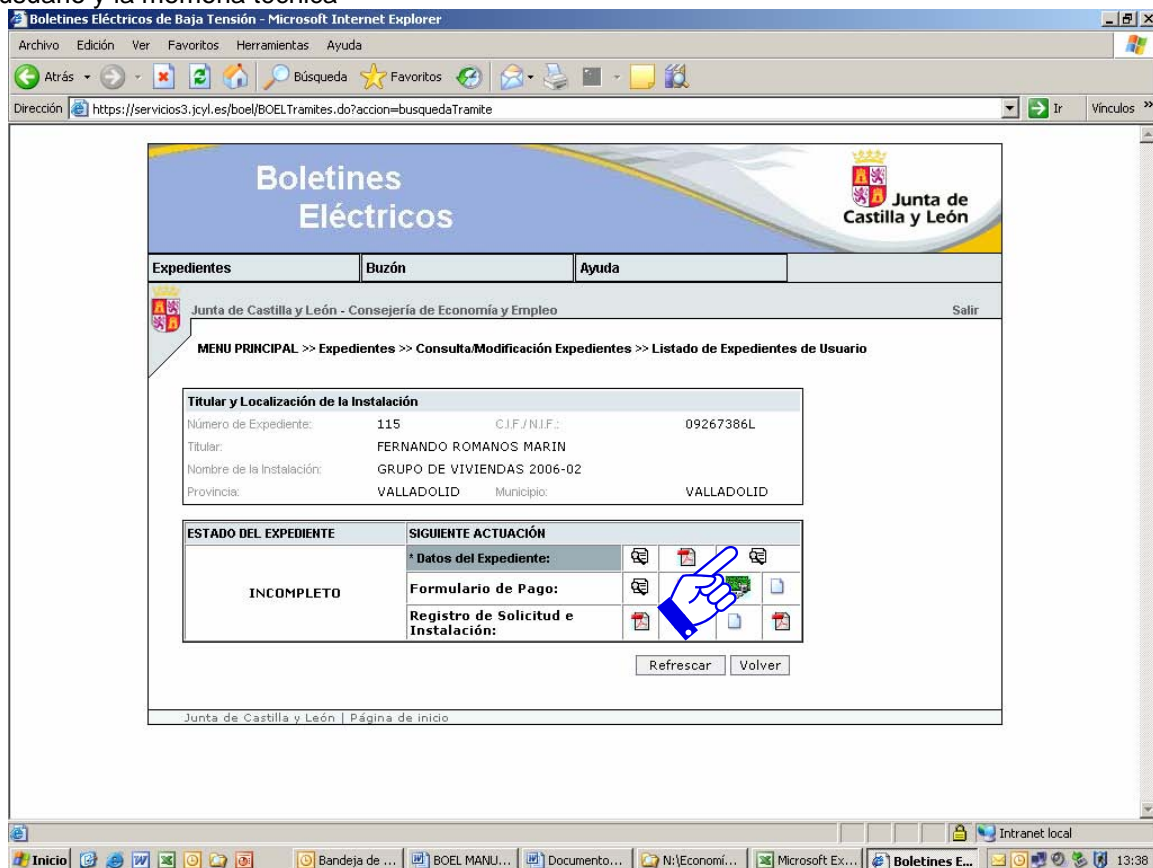 usuario y la memoria técnica
Boletines Eléctricos de Baja Tensión - Microsoft Internet Explorer
Archivo Edición Ver Favoritos Herramientas Ayuda
Atrás Búsqueda Favoritos
Dirección https://servicios3.jcyl.es/boel/BOELTramites.do?accion=busquedaTramite Ir Vínculos »
Boletines
Eléctricos
Junta de
Castilla y León
Expedientes Buzón Ayuda
Junta de Castilla y León - Consejería de Economía y Empleo Salir
MENU PRINCIPAL >> Expedientes >> Consulta/Modificación Expedientes >> Listado de Expedientes de Usuario
Titular y Localización de la Instalación
Número de Expediente: 115 C.I.F./N.I.F.: 09267386L
Titular: FERNANDO ROMANOS MARIN
Nombre de la Instalación: GRUPO DE VIVIENDAS 2006-02
Provincia: VALLADOLID Municipio: VALLADOLID
ESTADO DEL EXPEDIENTE SIGUIENTE ACTUACIÓN
* Datos del Expediente:
INCOMPLETO Formulario de Pago:
Registro de Solicitud e
Instalación:
Refrescar Volver
Junta de Castilla y León | Página de inicio
Intranet local
Inicio Bandeja de ... BOEL MANU... Documento... N:\Economí... Microsoft Ex... Boletines E... 13:36